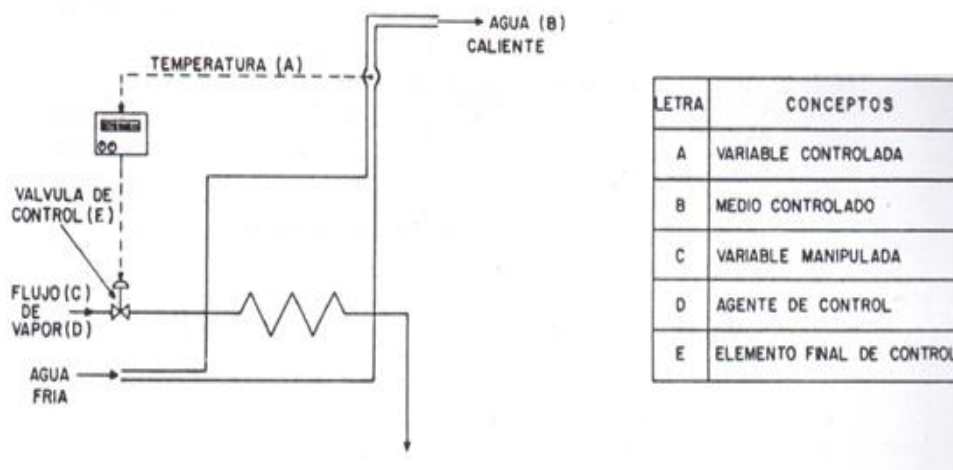 AGUA (B)
CALIENTE
TEMPERATURA (A)
VALVULA DE
CONTROL (E)
FLUJO (C)
DE
VAPOR (D)
AGUA
FRIA
LETRA CONCEPTOS
A VARIABLE CONTROLADA
B MEDIO CONTROLADO
C VARIABLE MANIPULADA
D AGENTE DE CONTROL
E ELEMENTO FINAL DE CONTROL